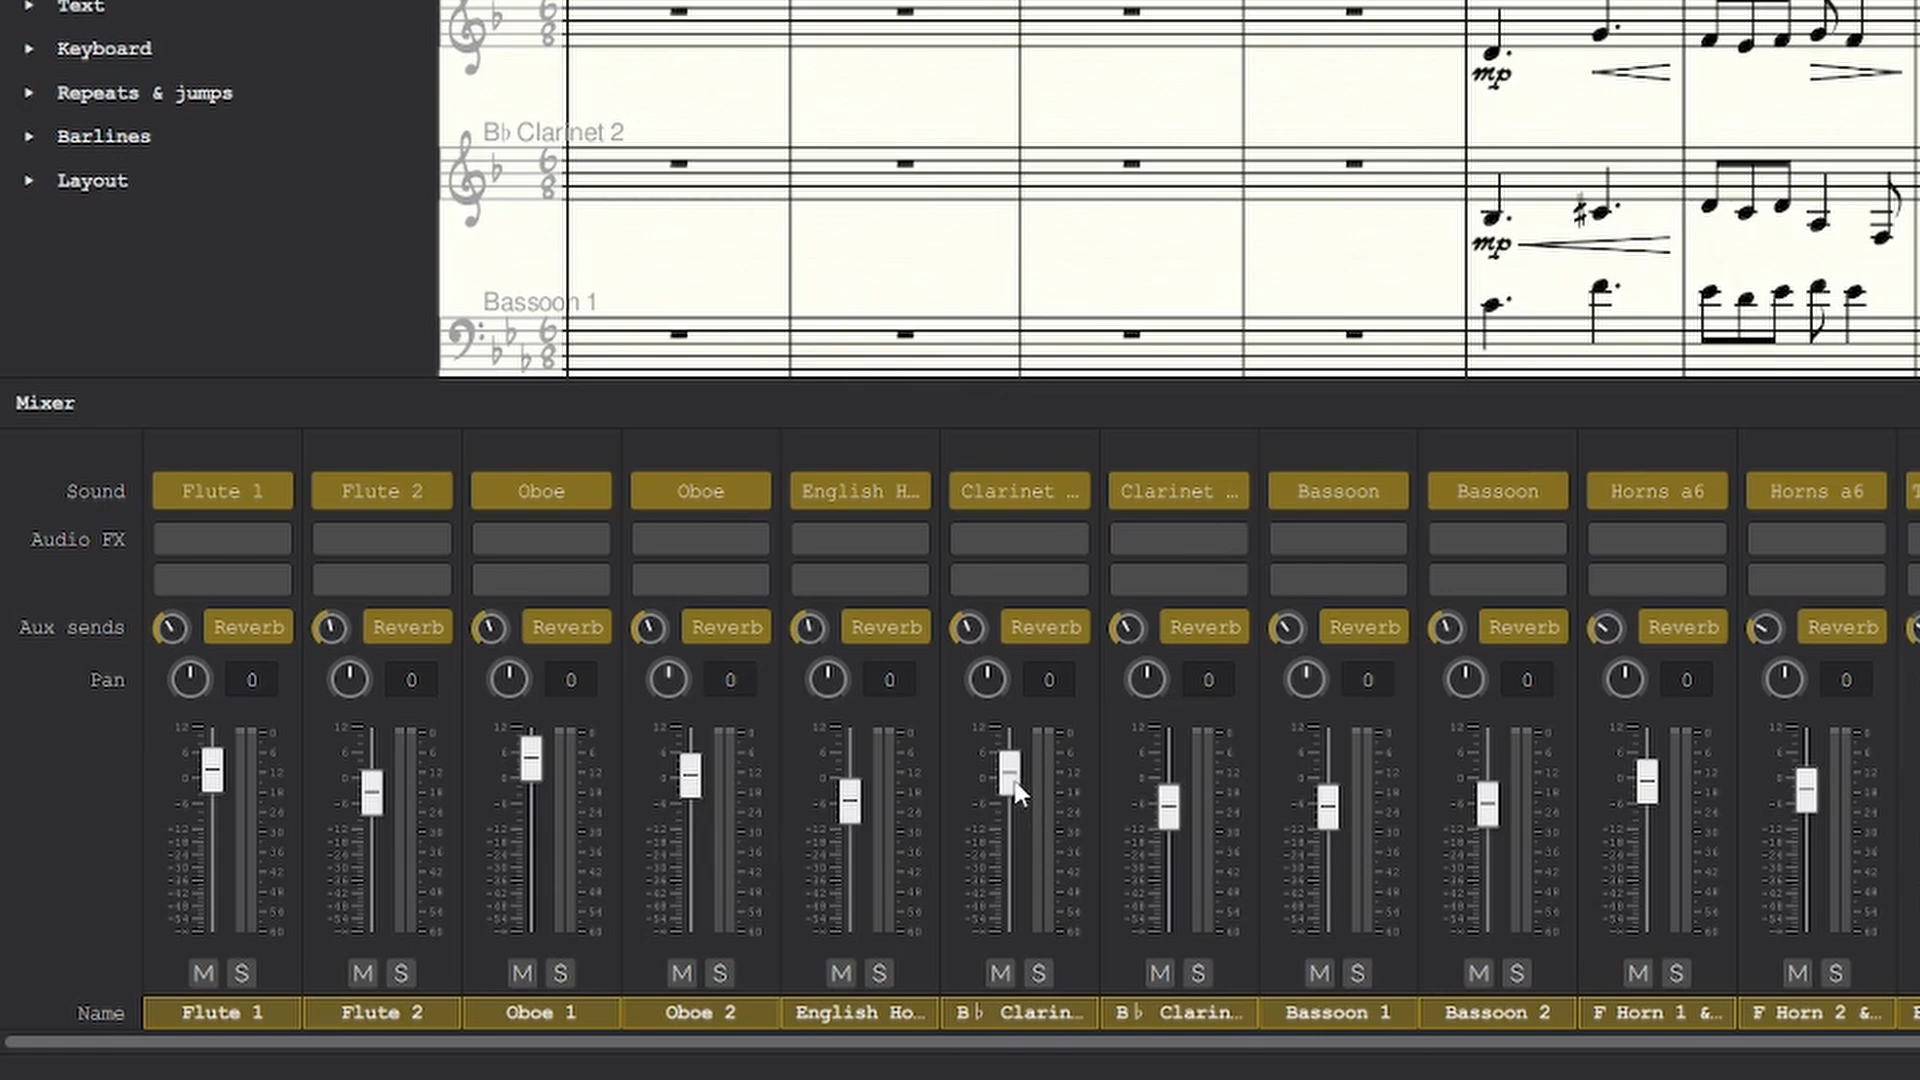 Text
Keyboard
Repeats & jumps
Barlines
Layout
mp
B♭ Clarinet 2
mp
Bassoon 1
Mixer
Sound Flute 1 Flute 2 Oboe Oboe English H... Clarinet ... Clarinet ... Bassoon Bassoon Horns a6 Horns a6
Audio FX
Aux sends Reverb Reverb Reverb Reverb Reverb Reverb Reverb Reverb Reverb Reverb Reverb
Pan 0 0 0 0 0 0 0 0 0 0 0
M S M S M S M S M S M S M S M S M S M S M S
Name Flute 1 Flute 2 Oboe 1 Oboe 2 English Ho... B♭ Clarin... B♭ Clarin... Bassoon 1 Bassoon 2 F Horn 1 &... F Horn 2 &...